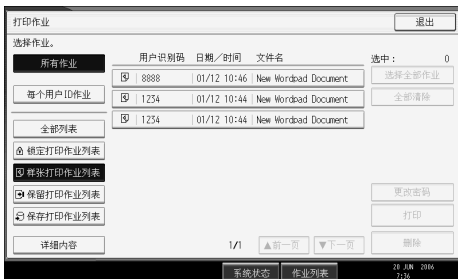 打印作业
退出
选择作业。
所有作业
每个用户ID作业
全部列表
锁定打印作业列表
样张打印作业列表
保留打印作业列表
保存打印作业列表
详细内容
用户识别码 日期／时间 文件名
8888 01/12 10:46 New Wordpad Document
1234 01/12 10:44 New Wordpad Document
1234 01/12 10:44 New Wordpad Document
选中： 0
选择全部作业
全部清除
更改密码
打印
删除
1/1 ▲前一页 ▼下一页
系统状态 作业列表
20 JUN 2006
7:36